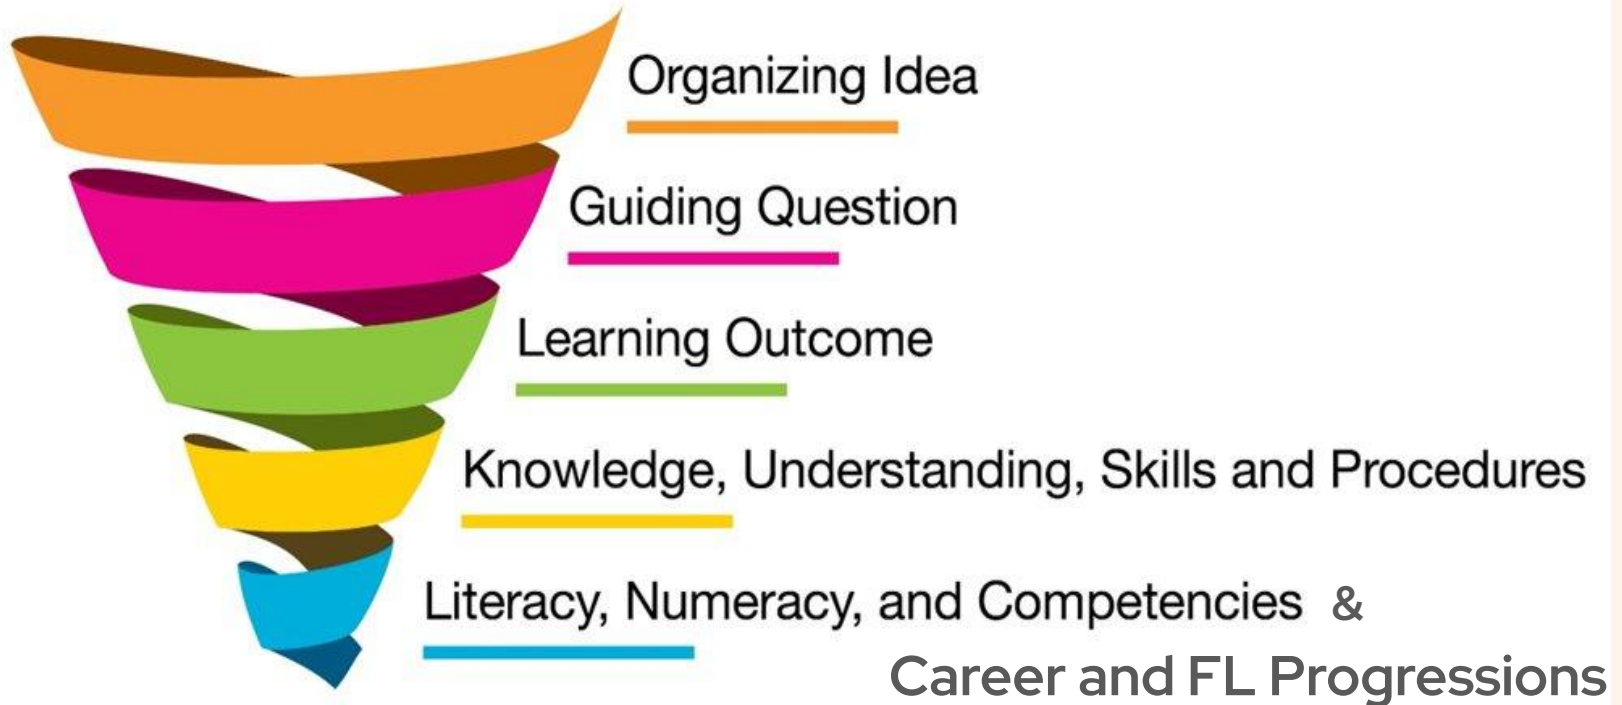 Organizing Idea
Guiding Question
Learning Outcome
Knowledge, Understanding, Skills and Procedures
Literacy, Numeracy, and Competencies &
Career and FL Progressions